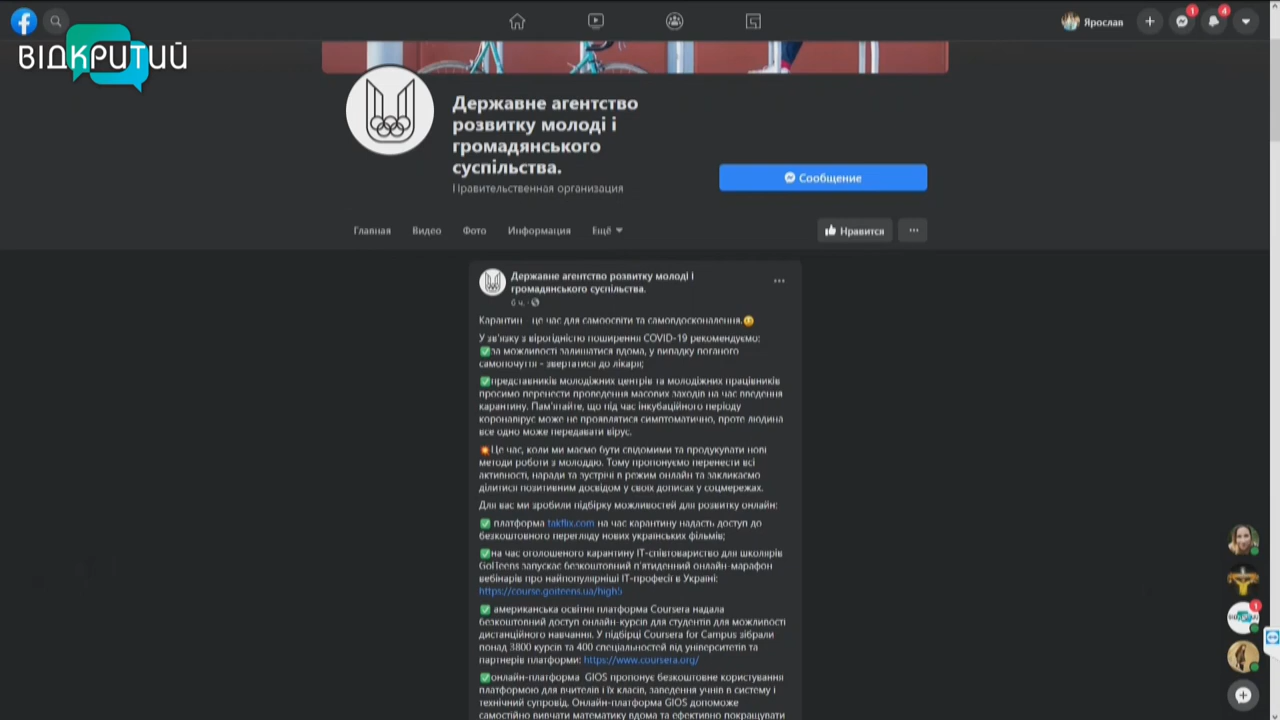 ВІДКРИТИЙ
Ярослав
1
4
Державне агентство
розвитку молоді і
громадянського
суспільства.
Правительственная организация
Сообщение
Главная
Видео
Фото
Информация
Ещё
Нравится
Державне агентство розвитку молоді і
громадянського суспільства.
6 ч.
Карантин - це час для самоосвіти та самовдосконалення.
У зв'язку з вірогідністю поширенні COVID-19 рекомендуємо:
за можливості залишатися вдома, у випадку поганого
самопочуття - звертатися до лікарії;
представників молодіжних центрів та молодіжних працівників
просимо перенести проведення масових заходів на час введення
карантину. Пам'ятайте, що під час інкубаційного періоду
коронавірус може не проявлятися симптоматично, проте людина
все одно може передавати вірус.
Це час, коли ми маємо бути свідомими та продукувати нові
методи роботи з молоддю. Тому пропонуємо перенести всі
активності, наради та зустрічі в режим онлайн та закликаємо
ділитися позитивним досвідом у своїх дописах у соцмережах.
Для вас ми зробили підбірку можливостей для розвитку онлайн:
платформа takflix.com на час карантину надасть доступ до
безкоштовного перегляду нових українських фільмів;
на час оголошеного карантину ІТ-співтовариство для школярів
GoITeens запускає безкоштовний п'ятиденний онлайн-марафон
вебінарів про найпопулярніші ІТ-професії в Україні:
https://course.goiteens.ua/high5
американська освітня платформа Coursera надала
безкоштовний доступ онлайн-курсів для студентів для можливості
дистанційного навчання. У підбірці Coursera for Campus зібрали
понад 3800 курсів та 400 спеціальностей від університетів та
партнерів платформи: https://www.coursera.org/
онлайн-платформа GIOS пропонує безкоштовне користування
платформою для вчителів і їх класів, заведення учнів в систему і
технічний супровід. Онлайн-платформа GIOS допоможе
самостійно вивчати математику вдома та ефективно покращувати
1